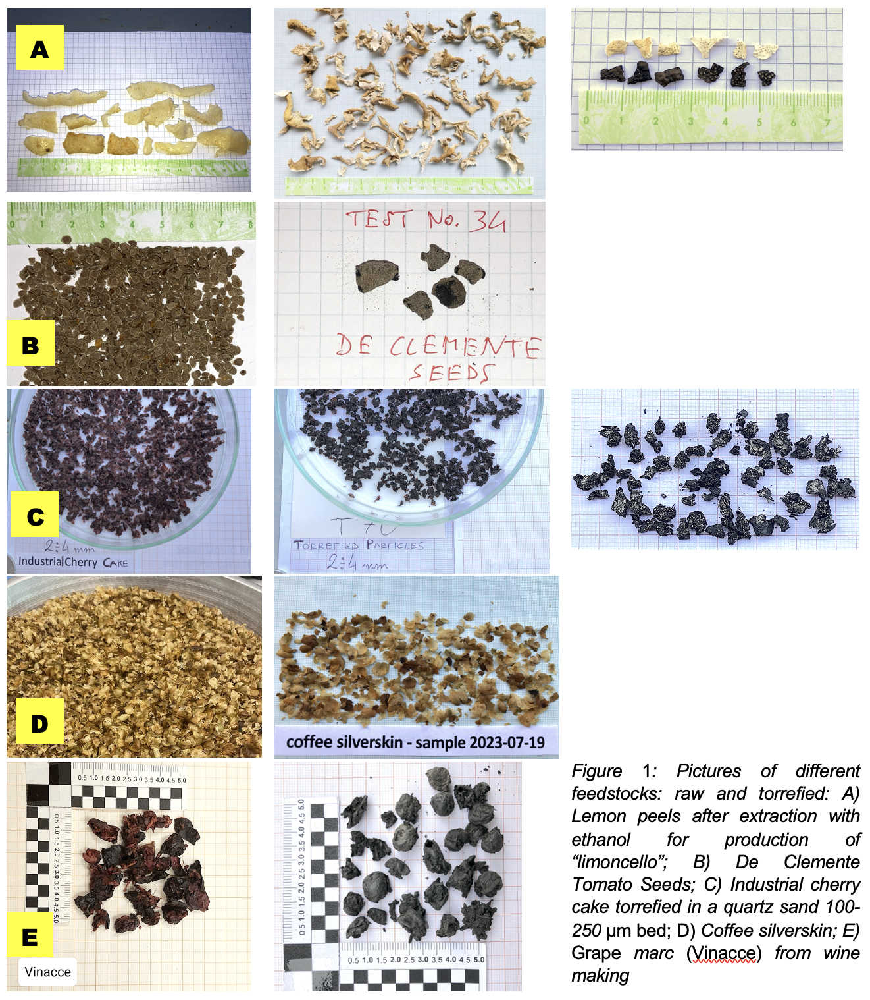 A
0 1 2 3 4 5 6 7
0 1 2 3 4 5 6 7 8
B
TEST No. 34
DE CLEMENTE
SEEDS
C
2÷4 mm
Industrial Cherry CAKE
T + C
TORREFIED PARTICLES
2÷4 mm
D
coffee silverskin - sample 2023-07-19
0.5 1.0 1.5 2.0 2.5 3.0 3.5 4.0 4.5 5.0
0.5 1.0 1.5 2.0 2.5 3.0 3.5 4.0 4.5 5.0
E
Vinacce
0.5 1.0 1.5 2.0 2.5 3.0 3.5 4.0 4.5 5.0
0.5 1.0 1.5 2.0 2.5 3.0 3.5 4.0 4.5 5.0
Figure 1: Pictures of different
feedstocks: raw and torrefied: A)
Lemon peels after extraction with
ethanol for production of
“limoncello”; B) De Clemente
Tomato Seeds; C) Industrial cherry
cake torrefied in a quartz sand 100-
250 µm bed; D) Coffee silverskin; E)
Grape marc (Vinacce) from wine
making